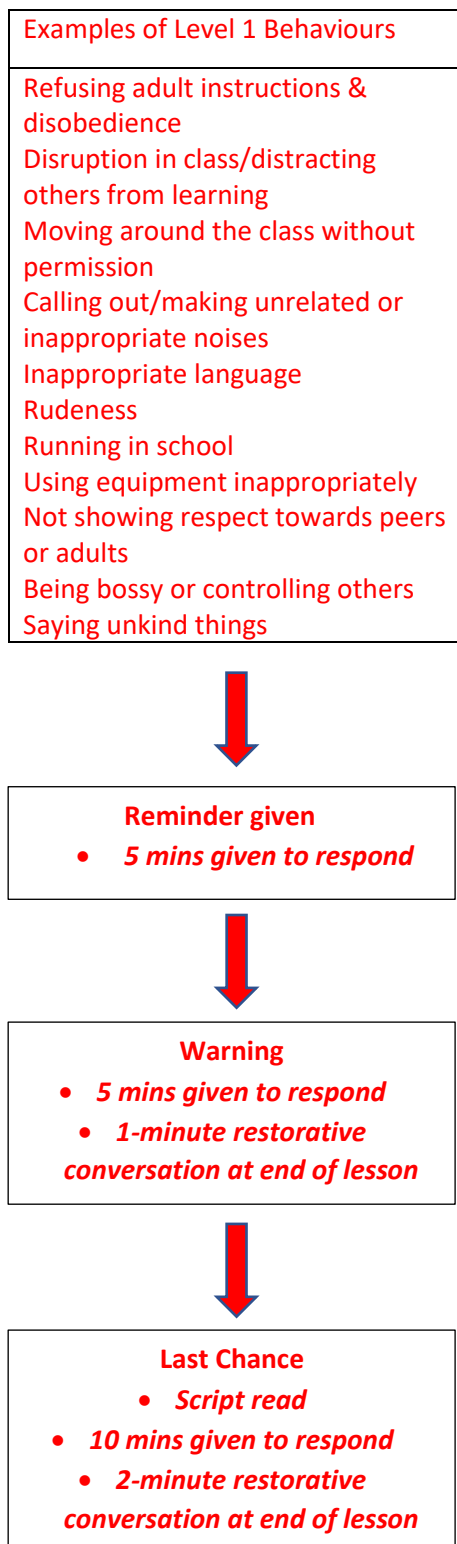 Examples of Level 1 Behaviours
Refusing adult instructions &
disobedience
Disruption in class/distracting
others from learning
Moving around the class without
permission
Calling out/making unrelated or
inappropriate noises
Inappropriate language
Rudeness
Running in school
Using equipment inappropriately
Not showing respect towards peers
or adults
Being bossy or controlling others
Saying unkind things
Reminder given
• 5 mins given to respond
Warning
• 5 mins given to respond
• 1-minute restorative
conversation at end of lesson
Last Chance
• Script read
• 10 mins given to respond
• 2-minute restorative
conversation at end of lesson